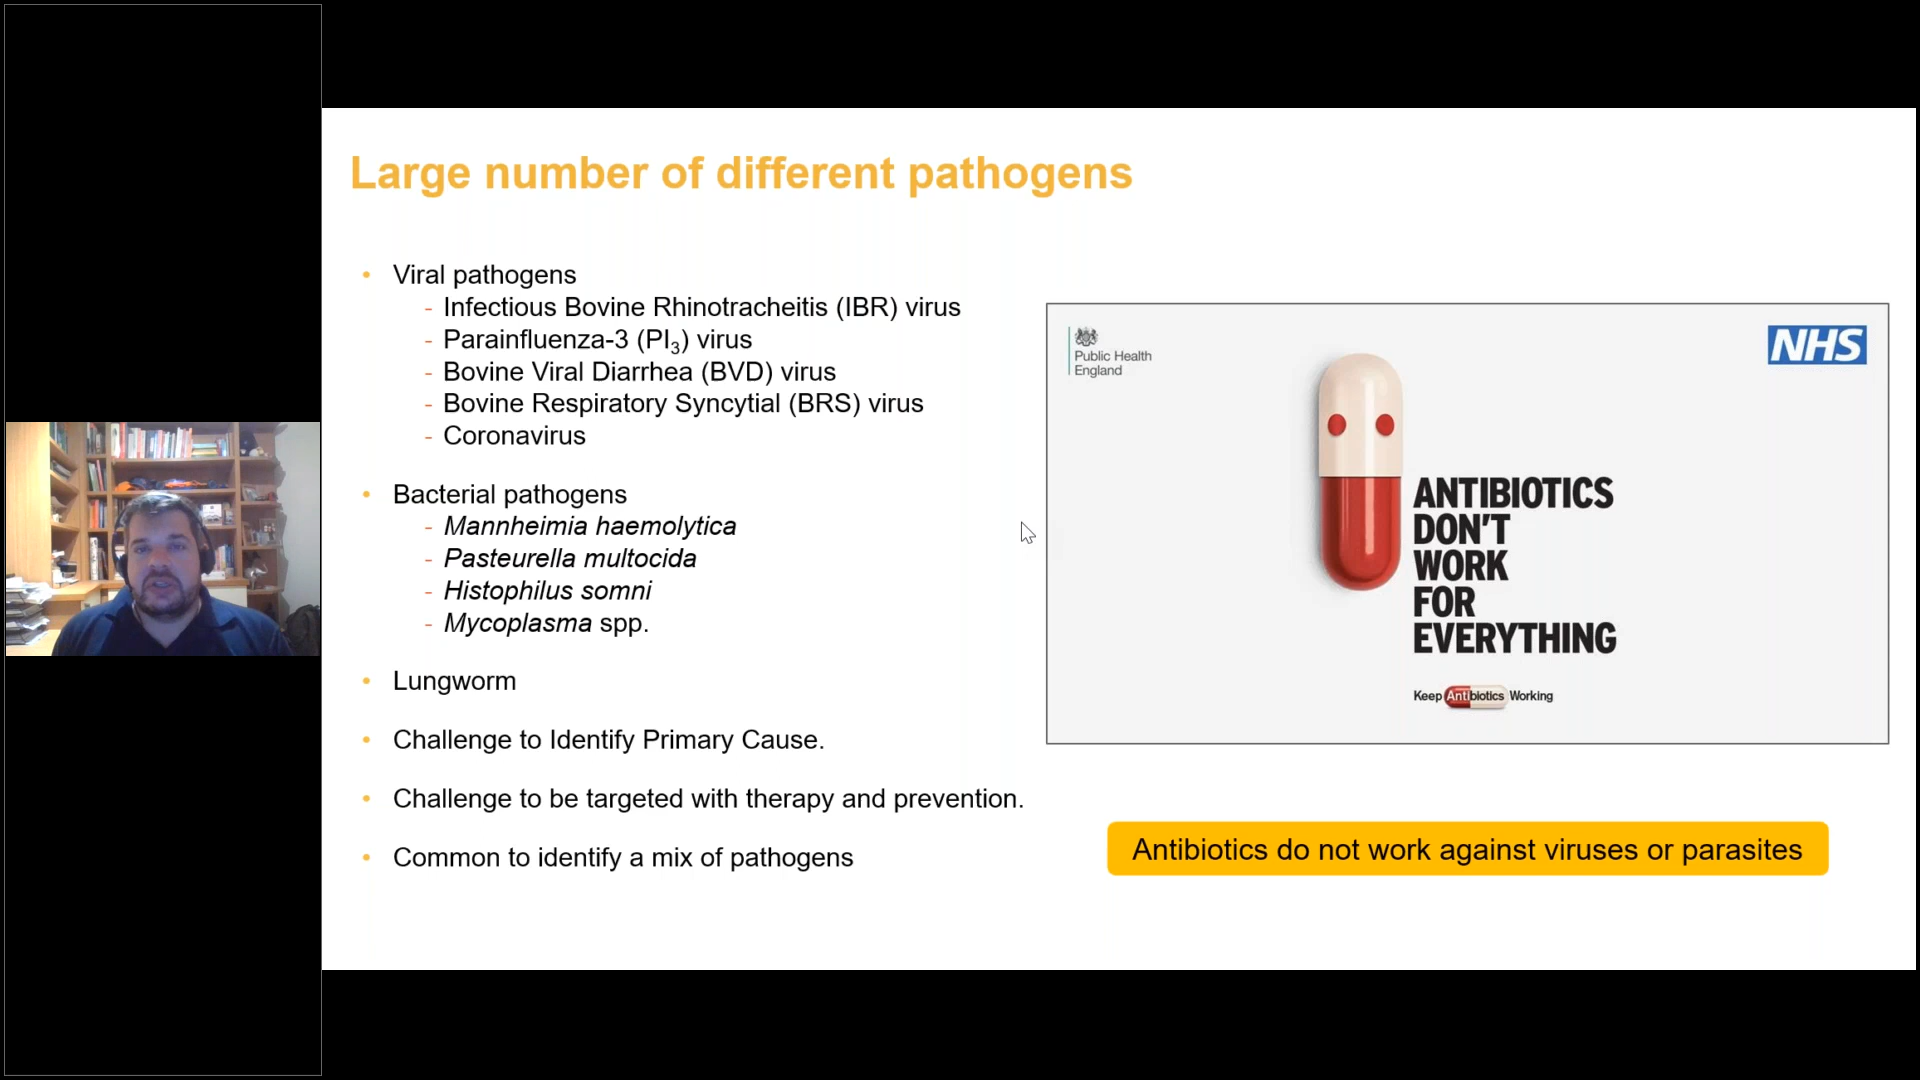 Large number of different pathogens
• Viral pathogens
- Infectious Bovine Rhinotracheitis (IBR) virus
- Parainfluenza-3 (PI₃) virus
- Bovine Viral Diarrhea (BVD) virus
- Bovine Respiratory Syncytial (BRS) virus
- Coronavirus
• Bacterial pathogens
- Mannheimia haemolytica
- Pasteurella multocida
- Histophilus somni
- Mycoplasma spp.
• Lungworm
• Challenge to Identify Primary Cause.
• Challenge to be targeted with therapy and prevention.
• Common to identify a mix of pathogens
Public Health
England
NHS
ANTIBIOTICS
DON'T
WORK
FOR
EVERYTHING
Keep Antibiotics Working
Antibiotics do not work against viruses or parasites